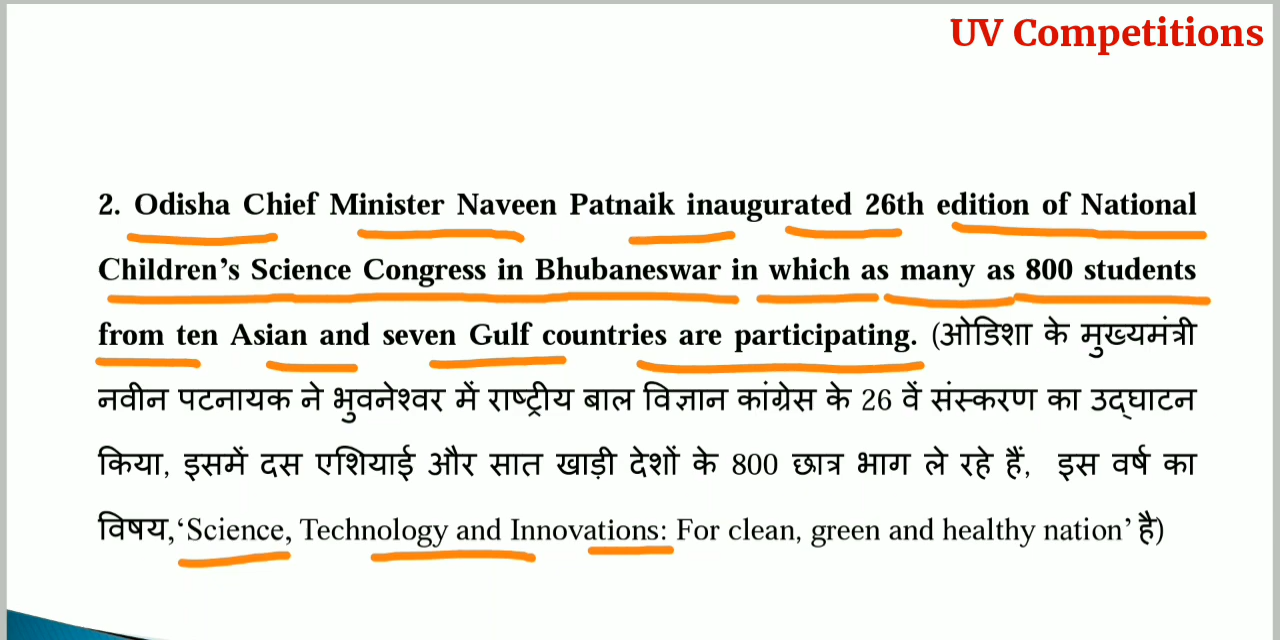 UV Competitions
2. Odisha Chief Minister Naveen Patnaik inaugurated 26th edition of National
Children’s Science Congress in Bhubaneswar in which as many as 800 students
from ten Asian and seven Gulf countries are participating. (ओडिशा के मुख्यमंत्री
नवीन पटनायक ने भुवनेश्वर में राष्ट्रीय बाल विज्ञान कांग्रेस के 26 वें संस्करण का उद्घाटन
किया, इसमें दस एशियाई और सात खाड़ी देशों के 800 छात्र भाग ले रहे हैं, इस वर्ष का
विषय,‘Science, Technology and Innovations: For clean, green and healthy nation’ है)